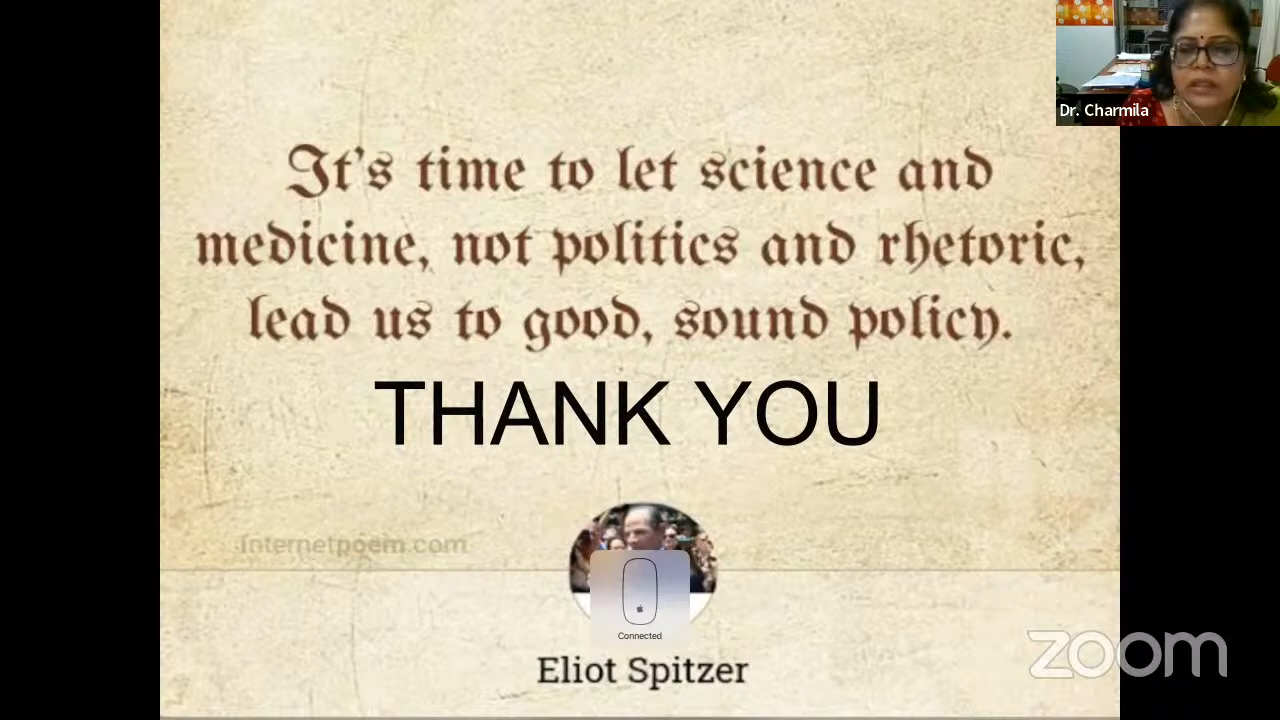 Dr. Charmila
It's time to let science and
medicine, not politics and rhetoric,
lead us to good, sound policy.
THANK YOU
internetpoem.com
Connected
Eliot Spitzer
zoom